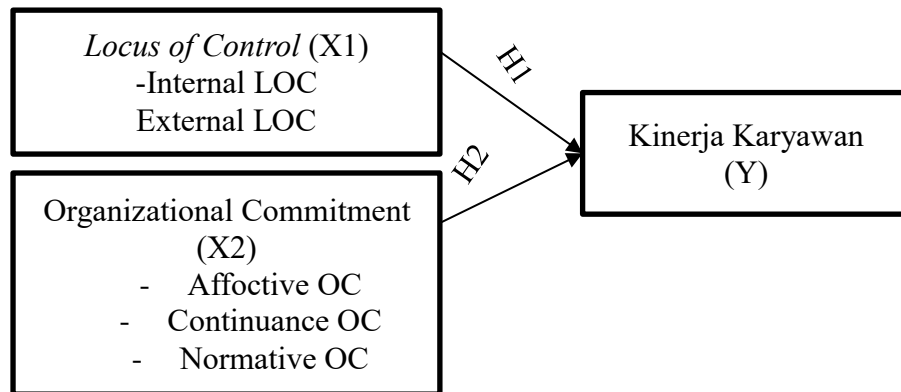 Locus of Control (X1)
-Internal LOC
External LOC
H1
Kinerja Karyawan
(Y)
H2
Organizational Commitment
(X2)
- Affoctive OC
- Continuance OC
- Normative OC